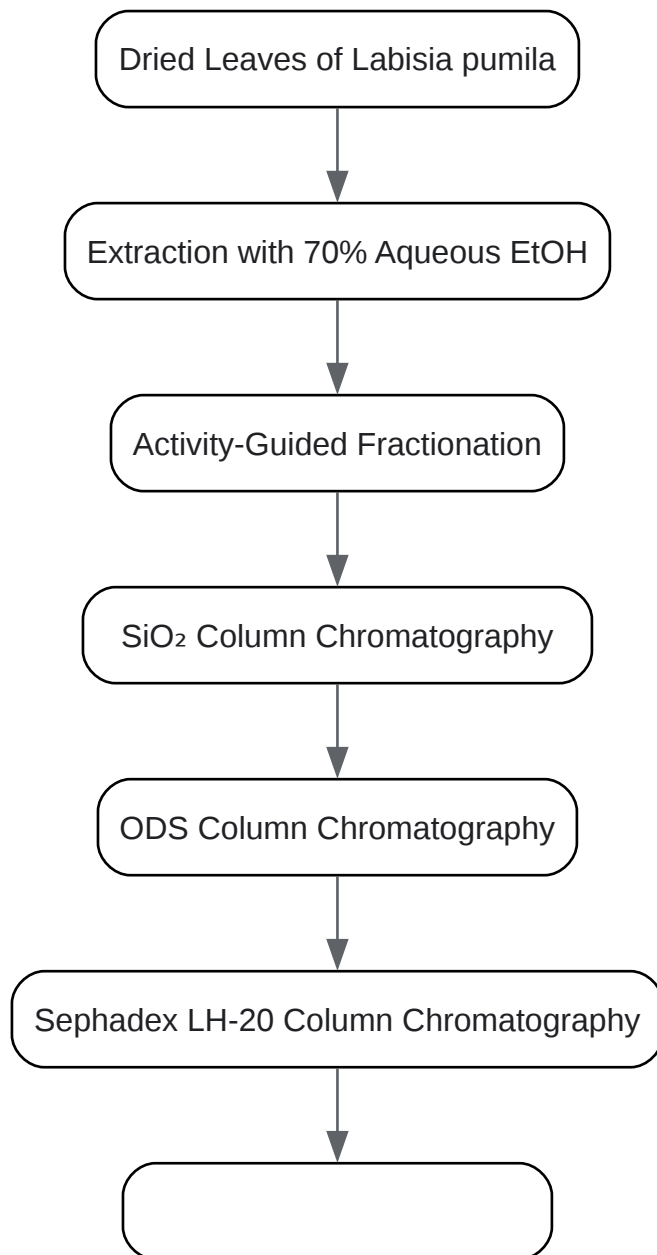 Dried Leaves of Labisia pumila
Extraction with 70% Aqueous EtOH
Activity-Guided Fractionation
SiO₂ Column Chromatography
ODS Column Chromatography
Sephadex LH-20 Column Chromatography